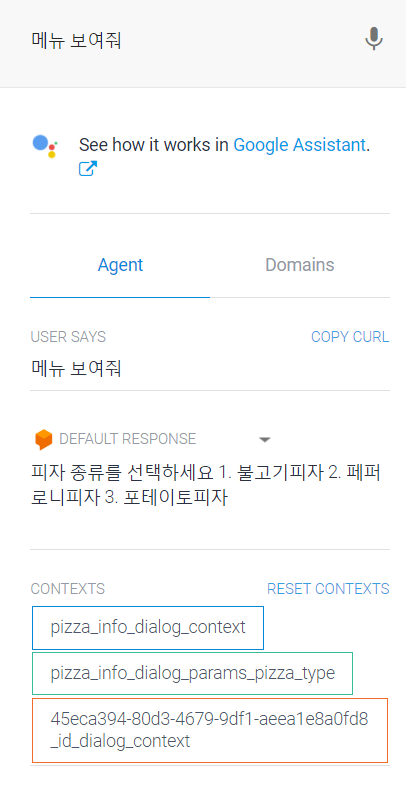 메뉴 보여줘
See how it works in Google Assistant.
Agent Domains
USER SAYS COPY CURL
메뉴 보여줘
DEFAULT RESPONSE
피자 종류를 선택하세요 1. 불고기피자 2. 페퍼
로니피자 3. 포테이토피자
CONTEXTS RESET CONTEXTS
pizza_info_dialog_context
pizza_info_dialog_params_pizza_type
45eca394-80d3-4679-9df1-aeea1e8a0fd8
_id_dialog_context